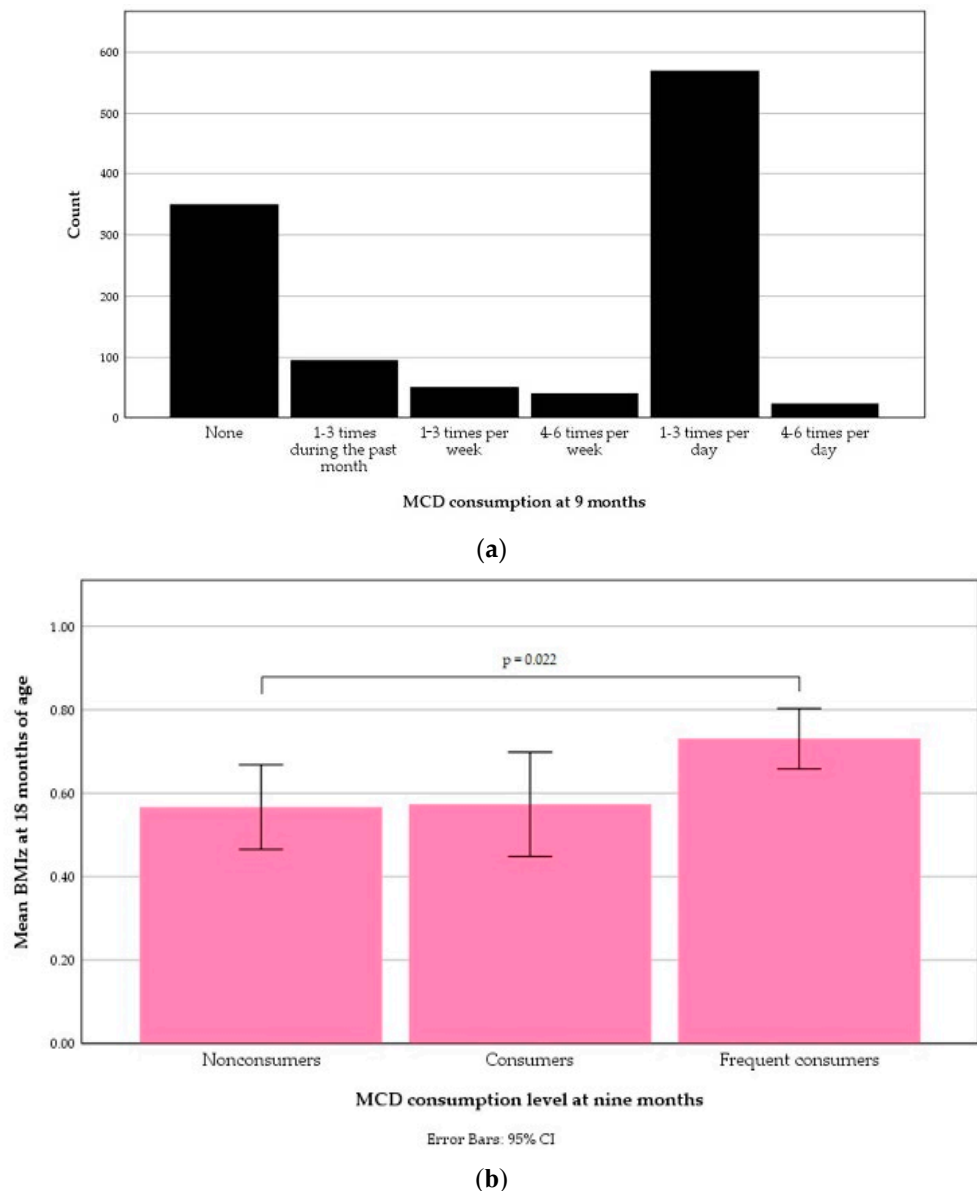 600
500
400
300
200
100
0
Count
None
1-3 times
during the past
month
1-3 times per
week
4-6 times per
week
1-3 times per
day
4-6 times per
day
MCD consumption at 9 months
(a)
1.00
0.80
0.60
0.40
0.20
0.00
Mean BMIz at 18 months of age
p = 0.022
Nonconsumers
Consumers
Frequent consumers
MCD consumption level at nine months
Error Bars: 95% CI
(b)